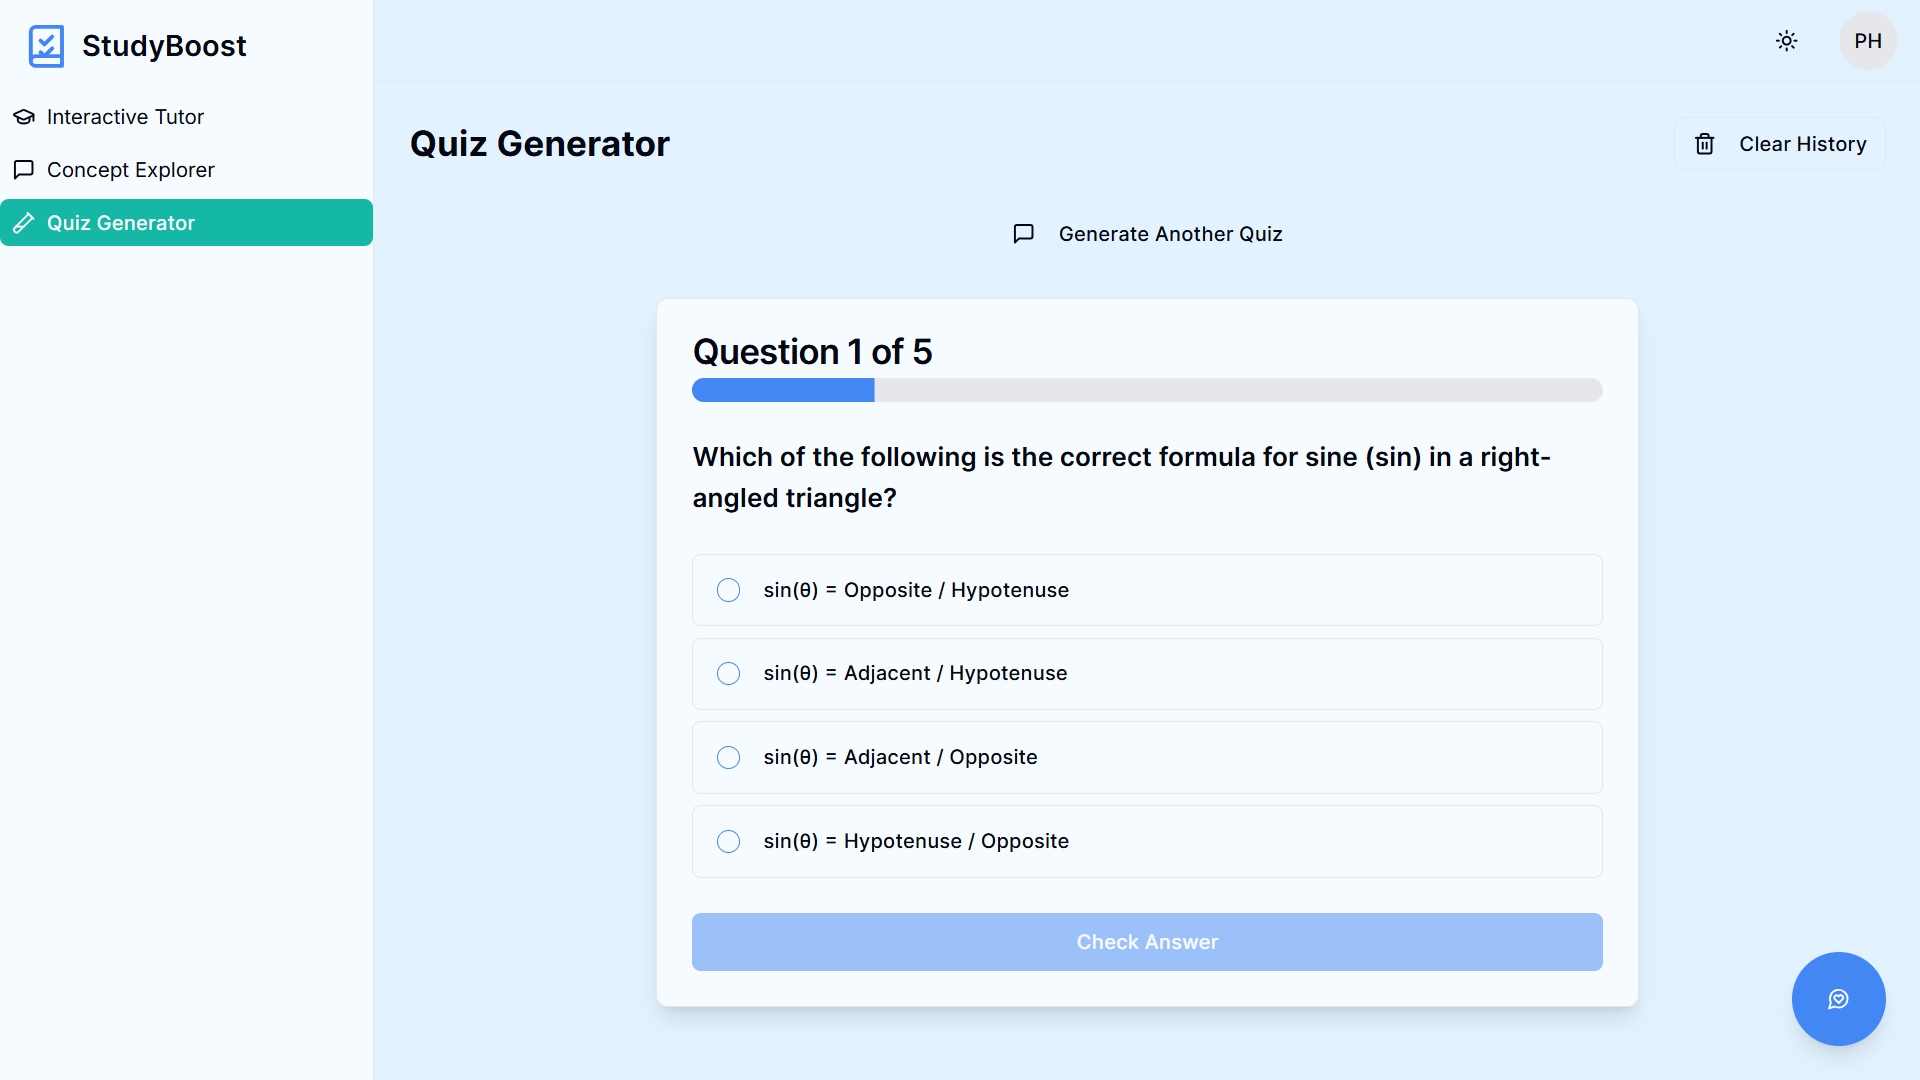 StudyBoost
Interactive Tutor
Concept Explorer
Quiz Generator
PH
Quiz Generator
Clear History
Generate Another Quiz
Question 1 of 5
Which of the following is the correct formula for sine (sin) in a right-
angled triangle?
sin(θ) = Opposite / Hypotenuse
sin(θ) = Adjacent / Hypotenuse
sin(θ) = Adjacent / Opposite
sin(θ) = Hypotenuse / Opposite
Check Answer